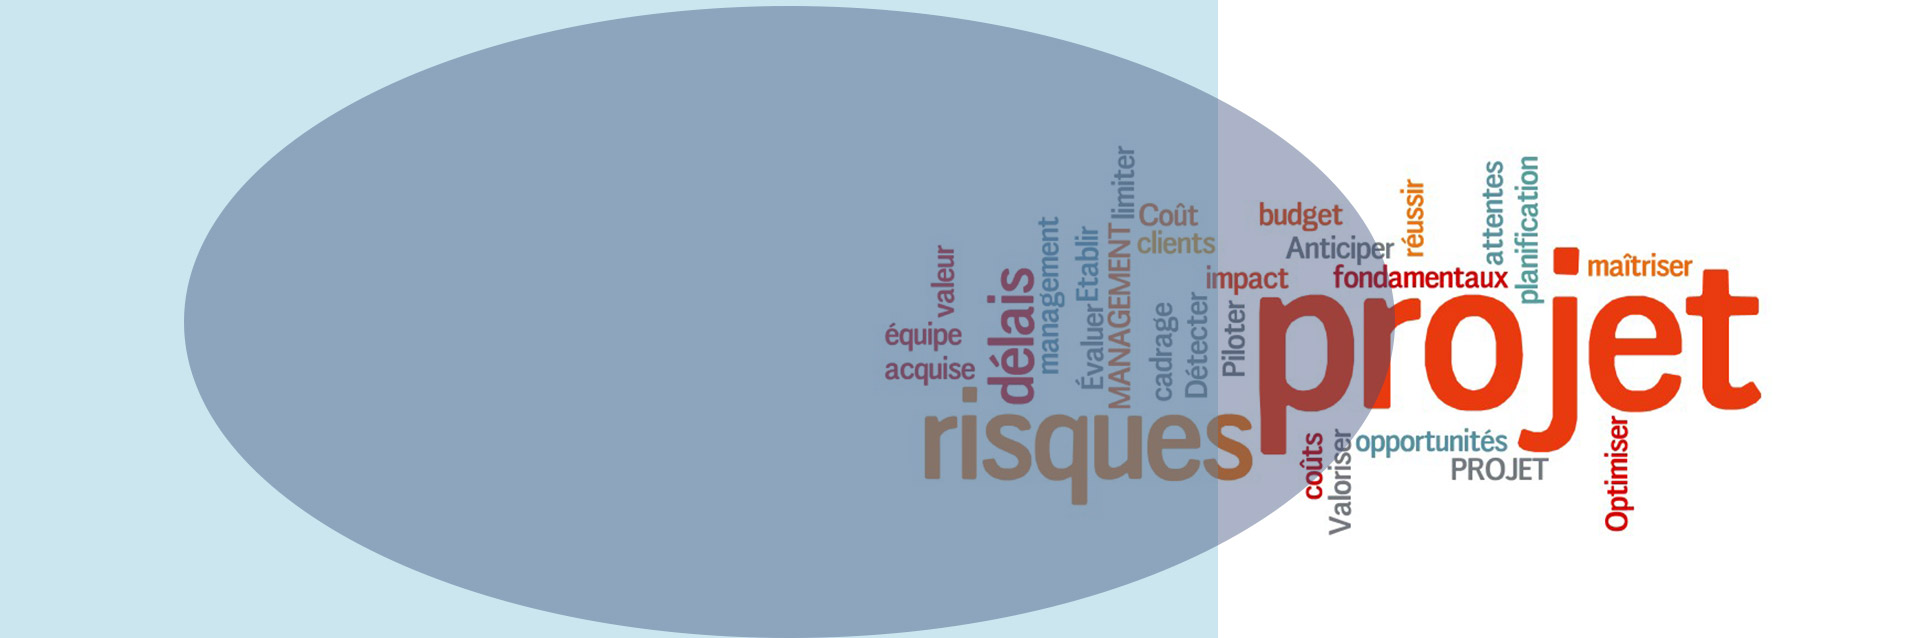 limiter
réussir
attentes
planification
Coût
budget
valeur
management
Etablir
clients
Anticiper
délais
MANAGEMENT
impact
fondamentaux
maîtriser
équipe
Évaluer
cadrage
Détecter
Piloter
projet
acquise
risques
coûts
Valoriser
opportunités
PROJET
Optimiser